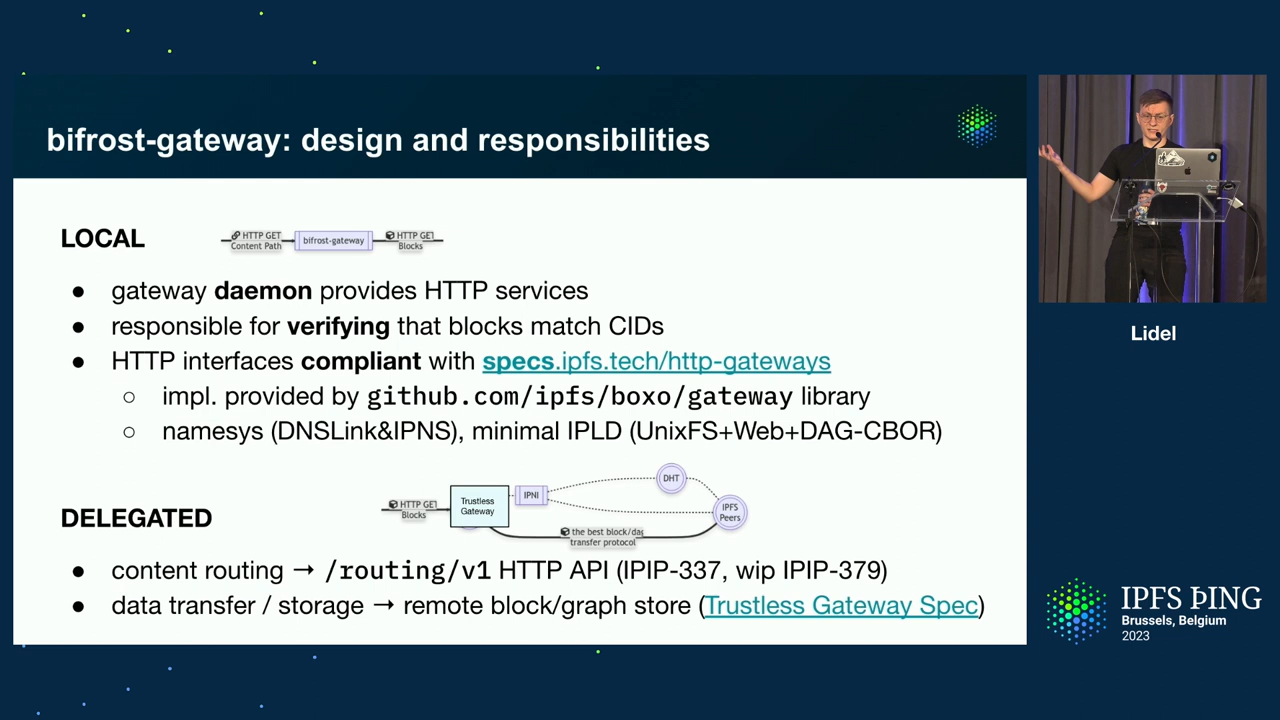 bifrost-gateway: design and responsibilities
LOCAL
HTTP GET
Content Path
bifrost-gateway
HTTP GET
Blocks
● gateway daemon provides HTTP services
● responsible for verifying that blocks match CIDs
● HTTP interfaces compliant with specs.ipfs.tech/http-gateways
○ impl. provided by github.com/ipfs/boxo/gateway library
○ namesys (DNSLink&IPNS), minimal IPLD (UnixFS+Web+DAG-CBOR)
DELEGATED
HTTP GET
Blocks
Trustless
Gateway
IPNI
DHT
IPFS
Peers
the best block/dag
transfer protocol
● content routing → /routing/v1 HTTP API (IPIP-337, wip IPIP-379)
● data transfer / storage → remote block/graph store (Trustless Gateway Spec)
Lidel
IPFS ÞING
Brussels, Belgium
2023